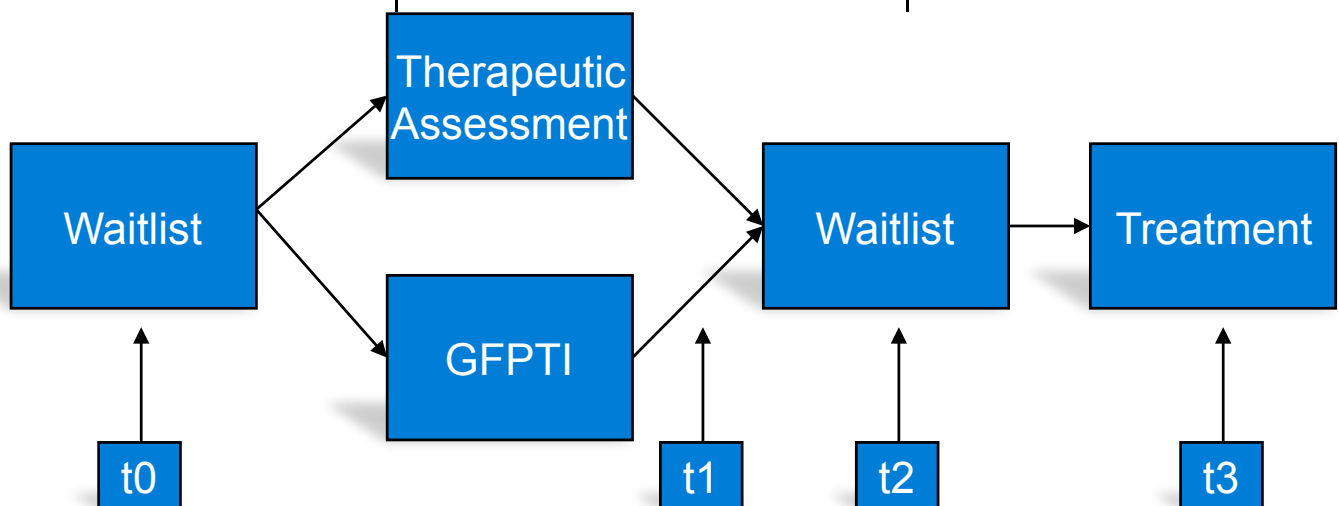 Therapeutic
Assessment
Waitlist
Waitlist
Treatment
GFPTI
t0
t1
t2
t3